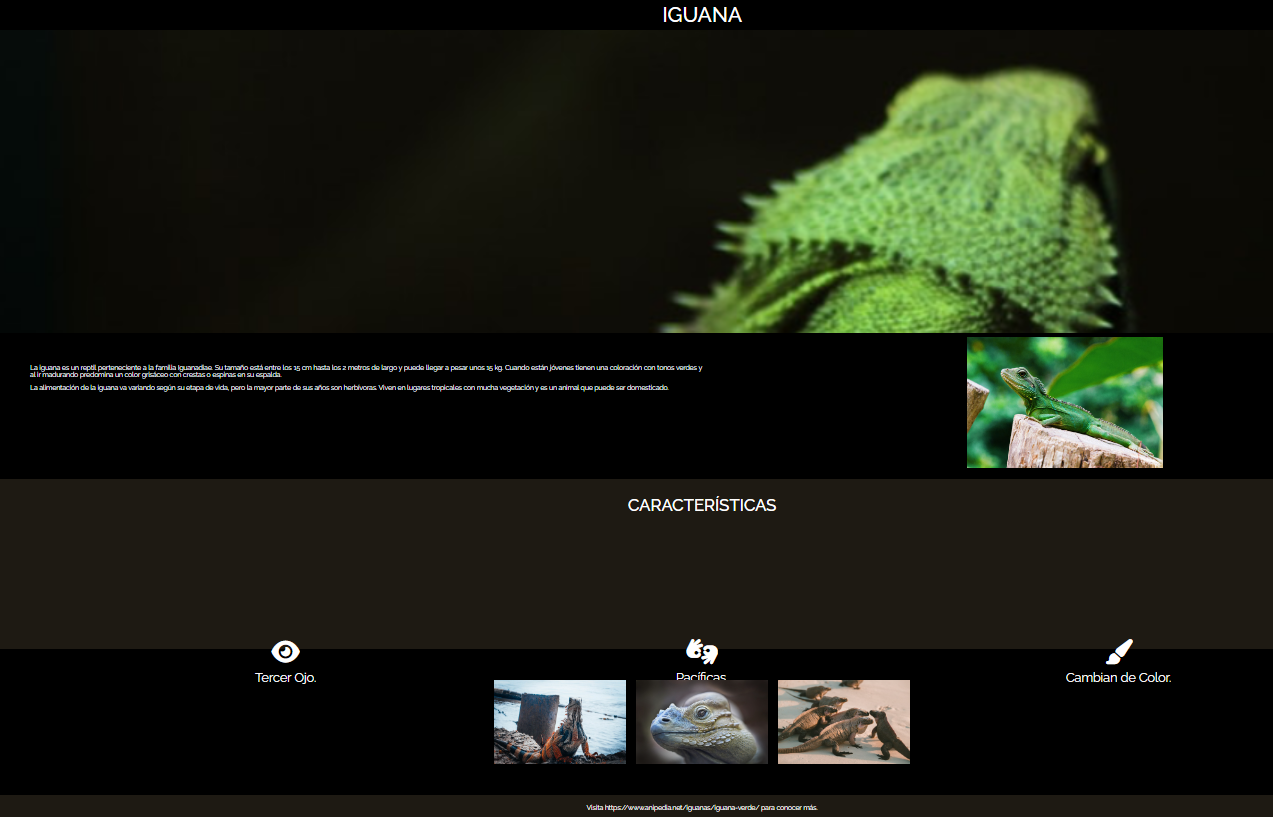 IGUANA
La iguana es un reptil perteneciente a la familia Iguanadiae. Su tamaño está entre los 15 cm hasta los 2 metros de largo y puede llegar a pesar unos 15 kg. Cuando están jóvenes tienen una coloración con tonos verdes y
al ir madurando predomina un color grisáceo con crestas o espinas en su espalda.
La alimentación de la iguana va variando según su etapa de vida, pero la mayor parte de sus años son herbívoras. Viven en lugares tropicales con mucha vegetación y es un animal que puede ser domesticado.
CARACTERÍSTICAS
Tercer Ojo.
Pacíficas
Cambian de Color.
Visita https://www.anipedia.net/iguanas/iguana-verde/ para conocer más.